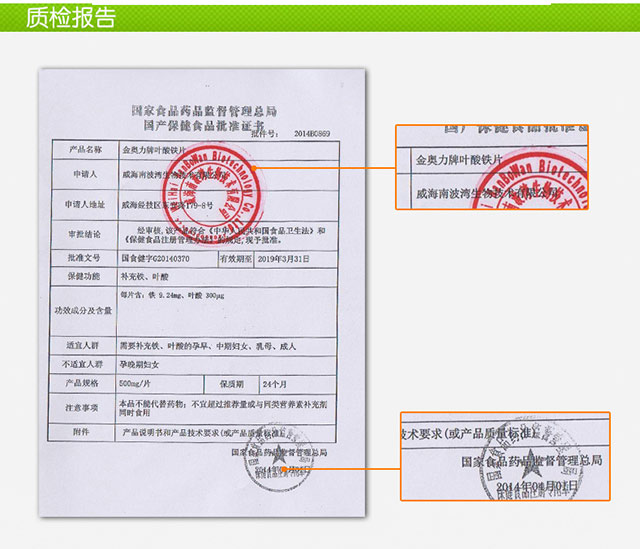 质检报告
国家食品药品监督管理总局
国产保健食品批准证书
批件号: 2014B0869
产品名称 金奥力牌叶酸铁片
申请人 威海南波湾生物技术有限公司
申请人地址 威海经技区东 179-8号
审批结论 经审核,该产品符合《中华人民共和国食品卫生法》和
《保健食品注册管理办法》的规定,现予批准。
批准文号 国食健字G20140370 有效期至 2019年3月31日
保健功能 补充铁、叶酸
功效成分及含量 每片含:铁 9.24mg、叶酸 300μg
适宜人群 需要补充铁、叶酸的孕早、中期妇女、乳母、成人
不适宜人群 孕晚期妇女
产品规格 500mg/片 保质期 24个月
注意事项 本品不能代替药物;不宜超过推荐量或与同类营养素补充剂
同时食用
附件 产品说明书和产品技术要求(或产品质量标准)
国家食品药品监督管理总局
2014年04月01日
WeiHai NanBoWan Biotechnology Co.,Ltd.
国产保健食品批准证
金奥力牌叶酸铁片
威海南波湾生物技术有限公司
技术要求(或产品质量标准)
国家食品药品监督管理总局
2014年04月01日